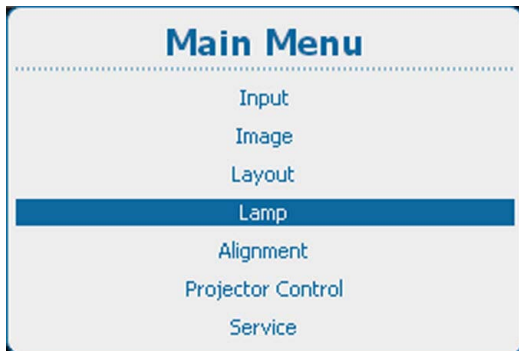 Main Menu
Input
Image
Layout
Lamp
Alignment
Projector Control
Service